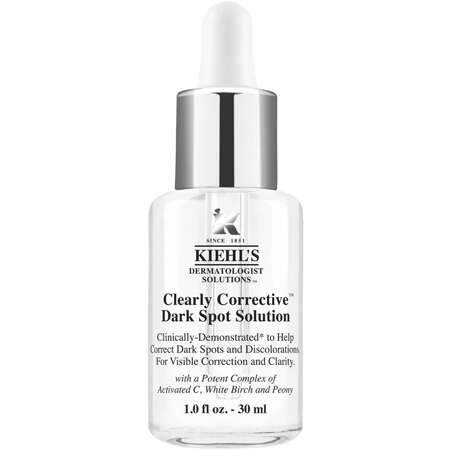 K
SINCE 1851
KIEHL'S
DERMATOLOGIST
SOLUTIONS™
Clearly Corrective™
Dark Spot Solution
Clinically-Demonstrated* to Help
Correct Dark Spots and Discolorations.
For Visible Correction and Clarity.
with a Potent Complex of
Activated C, White Birch and Peony
1.0 fl oz. - 30 ml